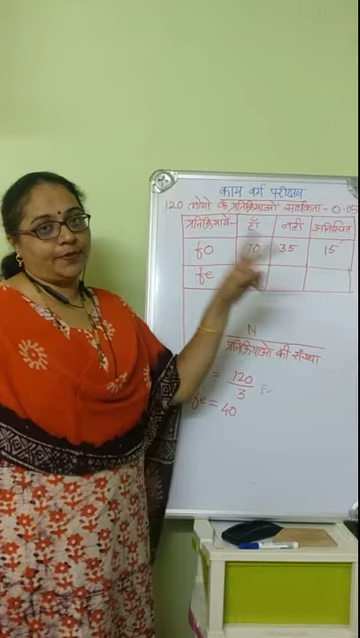 काय वर्ग परीक्षण
120 लोगो के प्रतिक्रियाओ सार्थकता - 0.05
प्रतिक्रियायें हाँ नही अनिश्चित
fo 70 35 15
fe
N
प्रतिक्रियाओ की संख्या
= 120
3
fe = 40